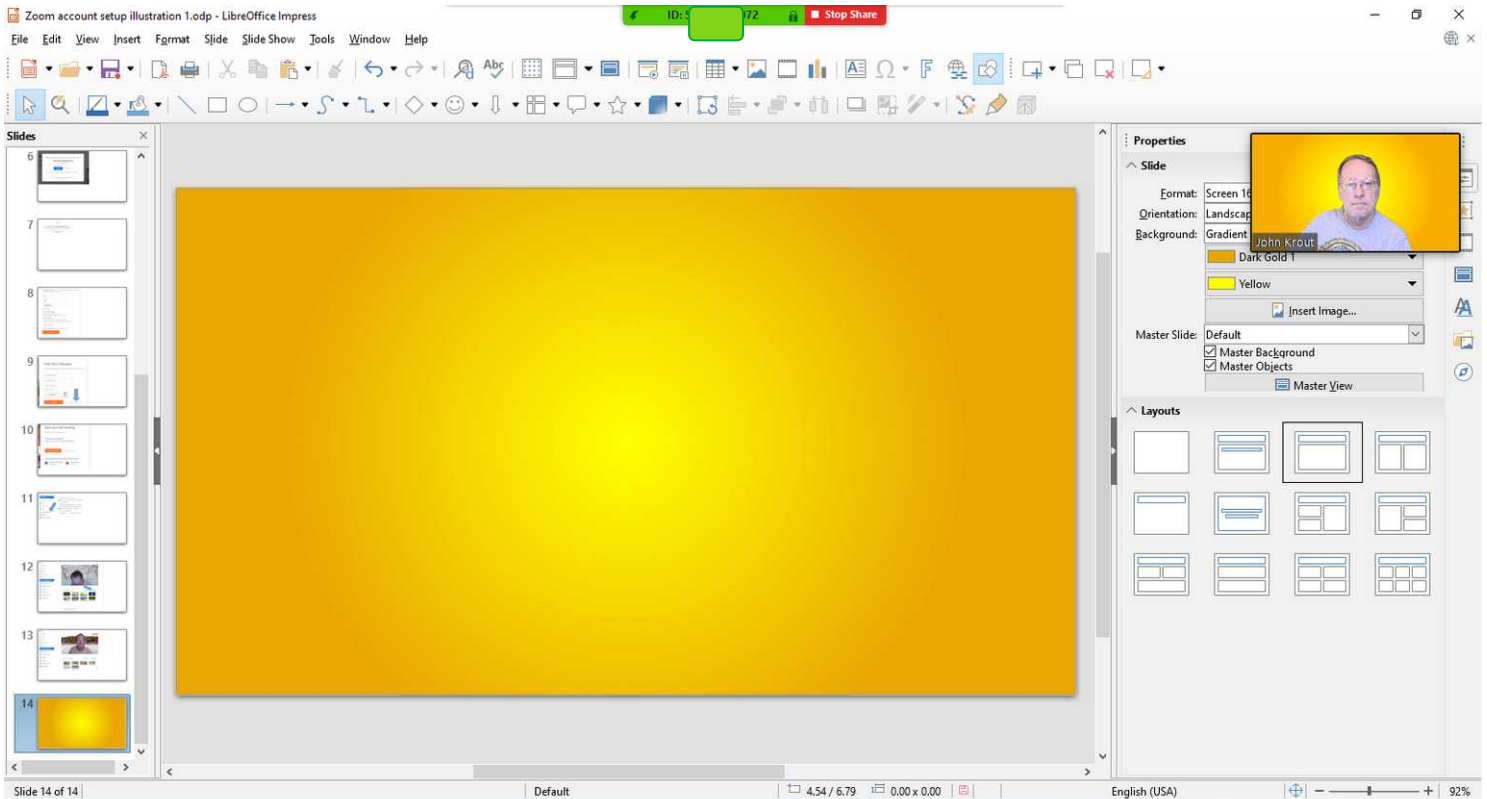 Zoom account setup illustration 1.odp - LibreOffice Impress
ID: 5 72
Stop Share
File Edit View Insert Format Slide Slide Show Tools Window Help
Slides
Properties
6
Slide
Format: Screen 16
7
Orientation: Landscap
Background: Gradient
John Krout
Dark Gold 1
Yellow
8
Insert Image...
Master Slide: Default
Master Background
9
Master Objects
Master View
Layouts
10
11
12
13
14
Slide 14 of 14
Default
4.54 / 6.79
0.00 x 0.00
English (USA)
92%